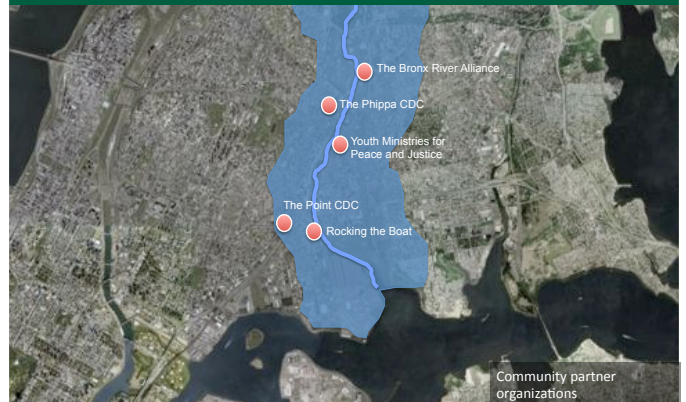 The Bronx River Alliance
The Phippa CDC
Youth Ministries for
Peace and Justice
The Point CDC
Rocking the Boat
Community partner
organizations